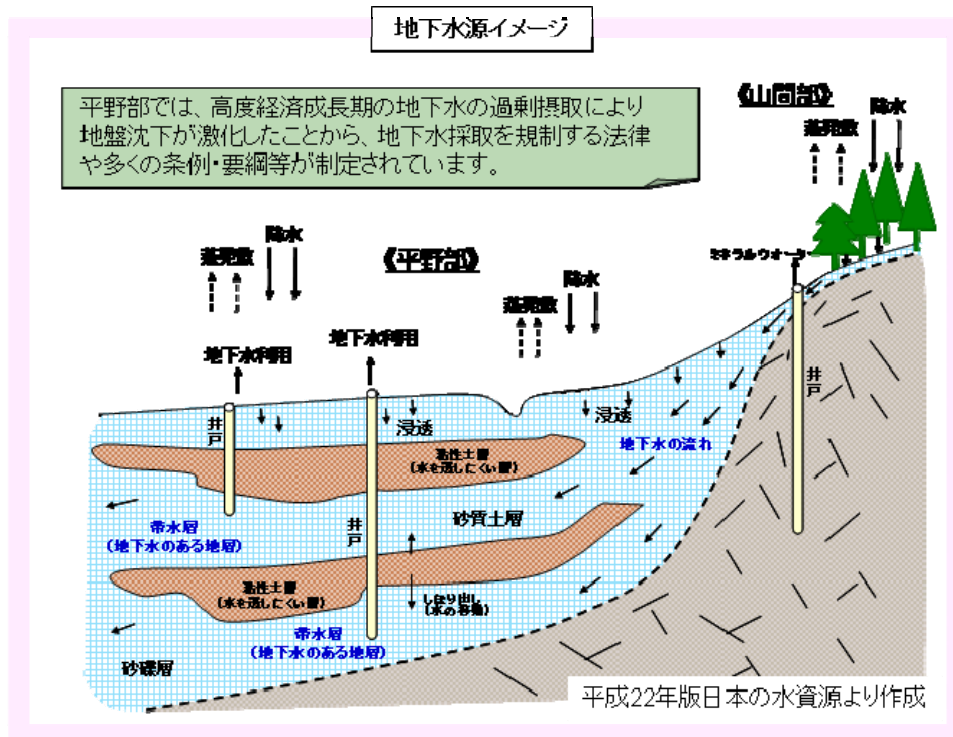 地下水源イメージ
平野部では、高度経済成長期の地下水の過剰摂取により
地盤沈下が激化したことから、地下水採取を規制する法律
や多くの条例・要綱等が制定されています。
《山間部》
降水
蒸発散
ミネラルウォーター
降水
蒸発散
《平野部》
降水
蒸発散
地下水利用
地下水利用
井戸
井戸
井戸
浸透
浸透
地下水の流れ
粘性土層
(水を透しにくい層)
砂質土層
帯水層
(地下水のある地層)
粘性土層
(水を透しにくい層)
しぼり出し
(水の移動)
帯水層
(地下水のある地層)
砂礫層
平成22年版日本の水資源より作成